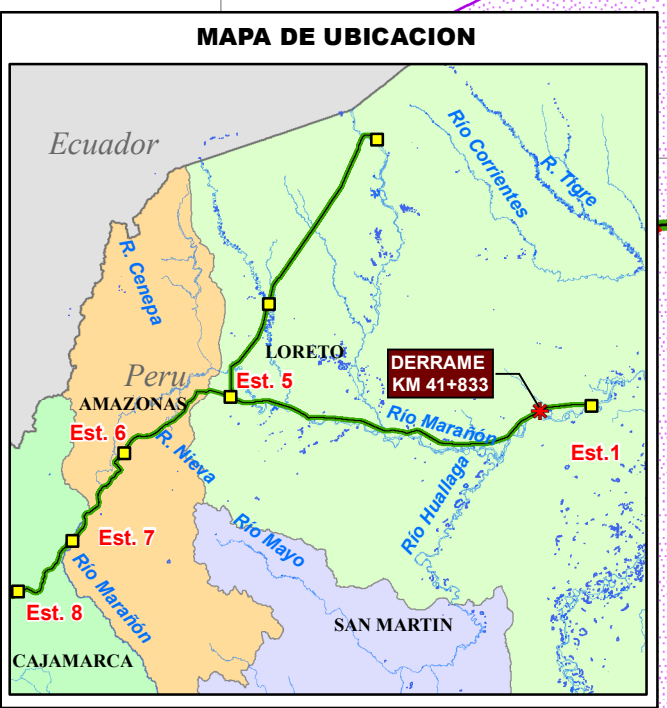 MAPA DE UBICACION
Ecuador
Río Corrientes
R. Tigre
R. Cenepa
LORETO
Peru
DERRAME
KM 41+833
Est. 5
AMAZONAS
Río Marañón
Est. 6
R. Nieva
Est.1
Río Huallaga
Río Mayo
Est. 7
Río Marañón
Est. 8
SAN MARTIN
CAJAMARCA